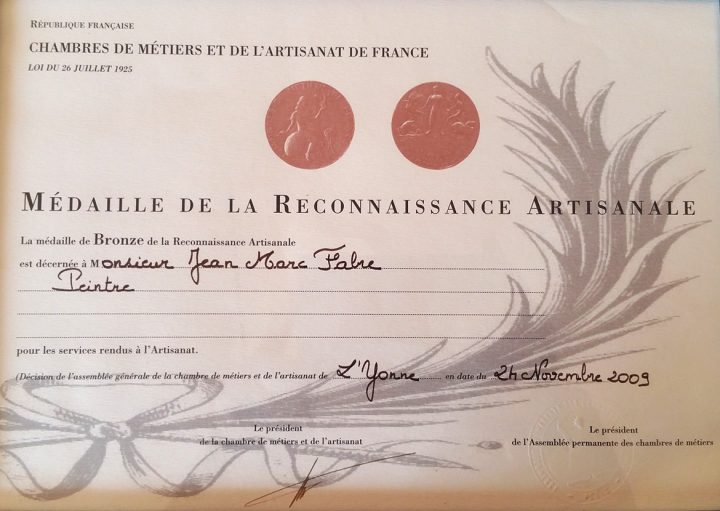 RÉPUBLIQUE FRANÇAISE
CHAMBRES DE MÉTIERS ET DE L'ARTISANAT DE FRANCE
LOI DU 26 JUILLET 1925
MÉDAILLE DE LA RECONNAISSANCE ARTISANALE
La médaille de Bronze de la Reconnaissance Artisanale
est décernée à Monsieur Jean Marc Fabre
Peintre
pour les services rendus à l'Artisanat.
(Décision de l'assemblée générale de la chambre de métiers et de l'artisanat de L'Yonne en date du 24 Novembre 2009
Le président
de la chambre de métiers et de l'artisanat
Le président
de l'Assemblée permanente des chambres de métiers